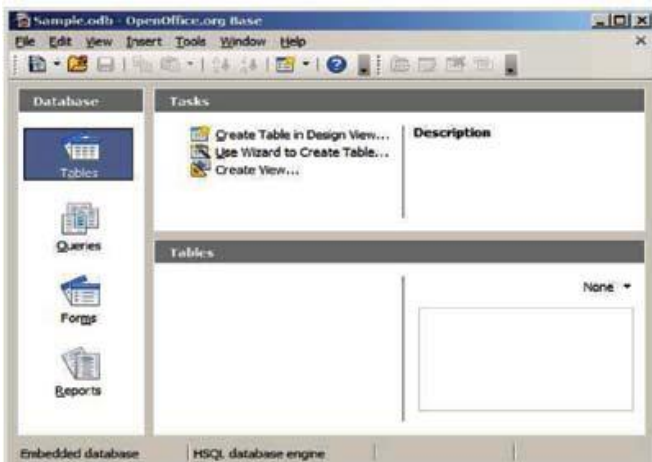 Sample.odb - OpenOffice.org Base
File Edit View Insert Tools Window Help
Database
Tables
Queries
Forms
Reports
Tasks
Create Table in Design View...
Use Wizard to Create Table...
Create View...
Description
Tables
None
Embedded database HSQL database engine